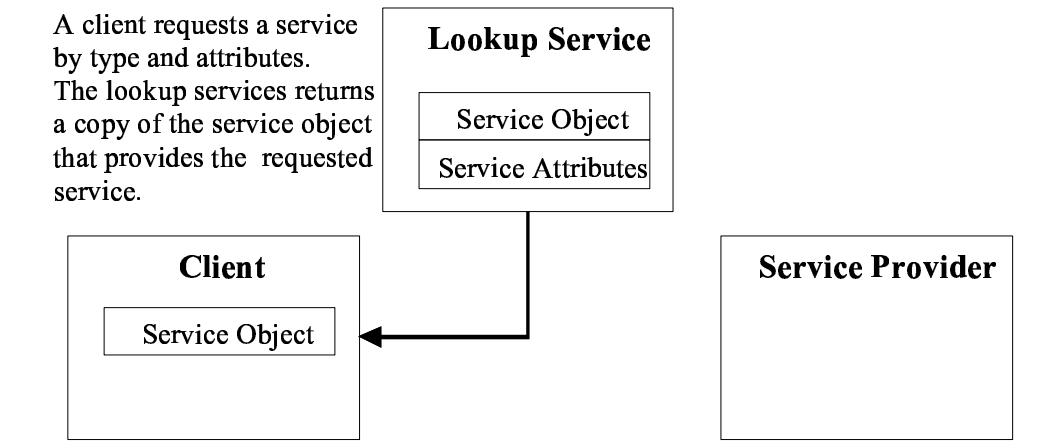 A client requests a service
by type and attributes.
The lookup services returns
a copy of the service object
that provides the requested
service.
Lookup Service
Service Object
Service Attributes
Client
Service Object
Service Provider